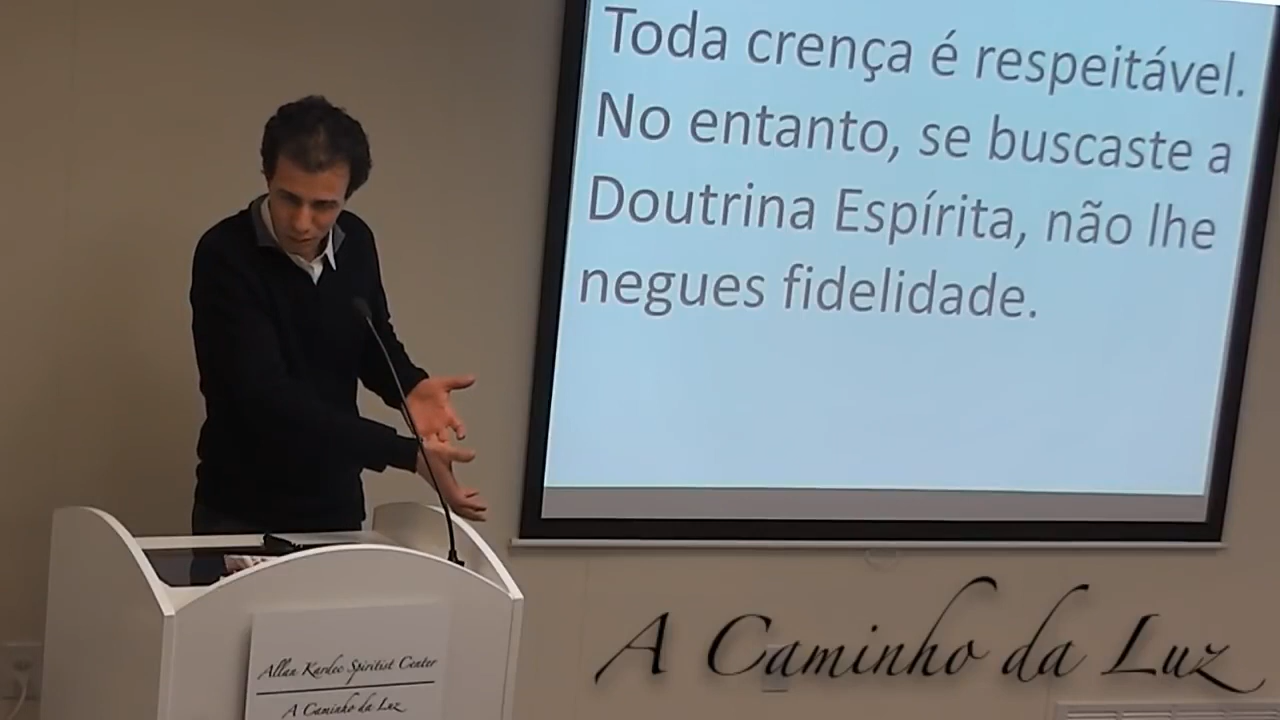 Toda crença é respeitável.
No entanto, se buscaste a
Doutrina Espírita, não lhe
negues fidelidade.
A Caminho da Luz
Allan Kardec Spiritist Center
A Caminho da Luz